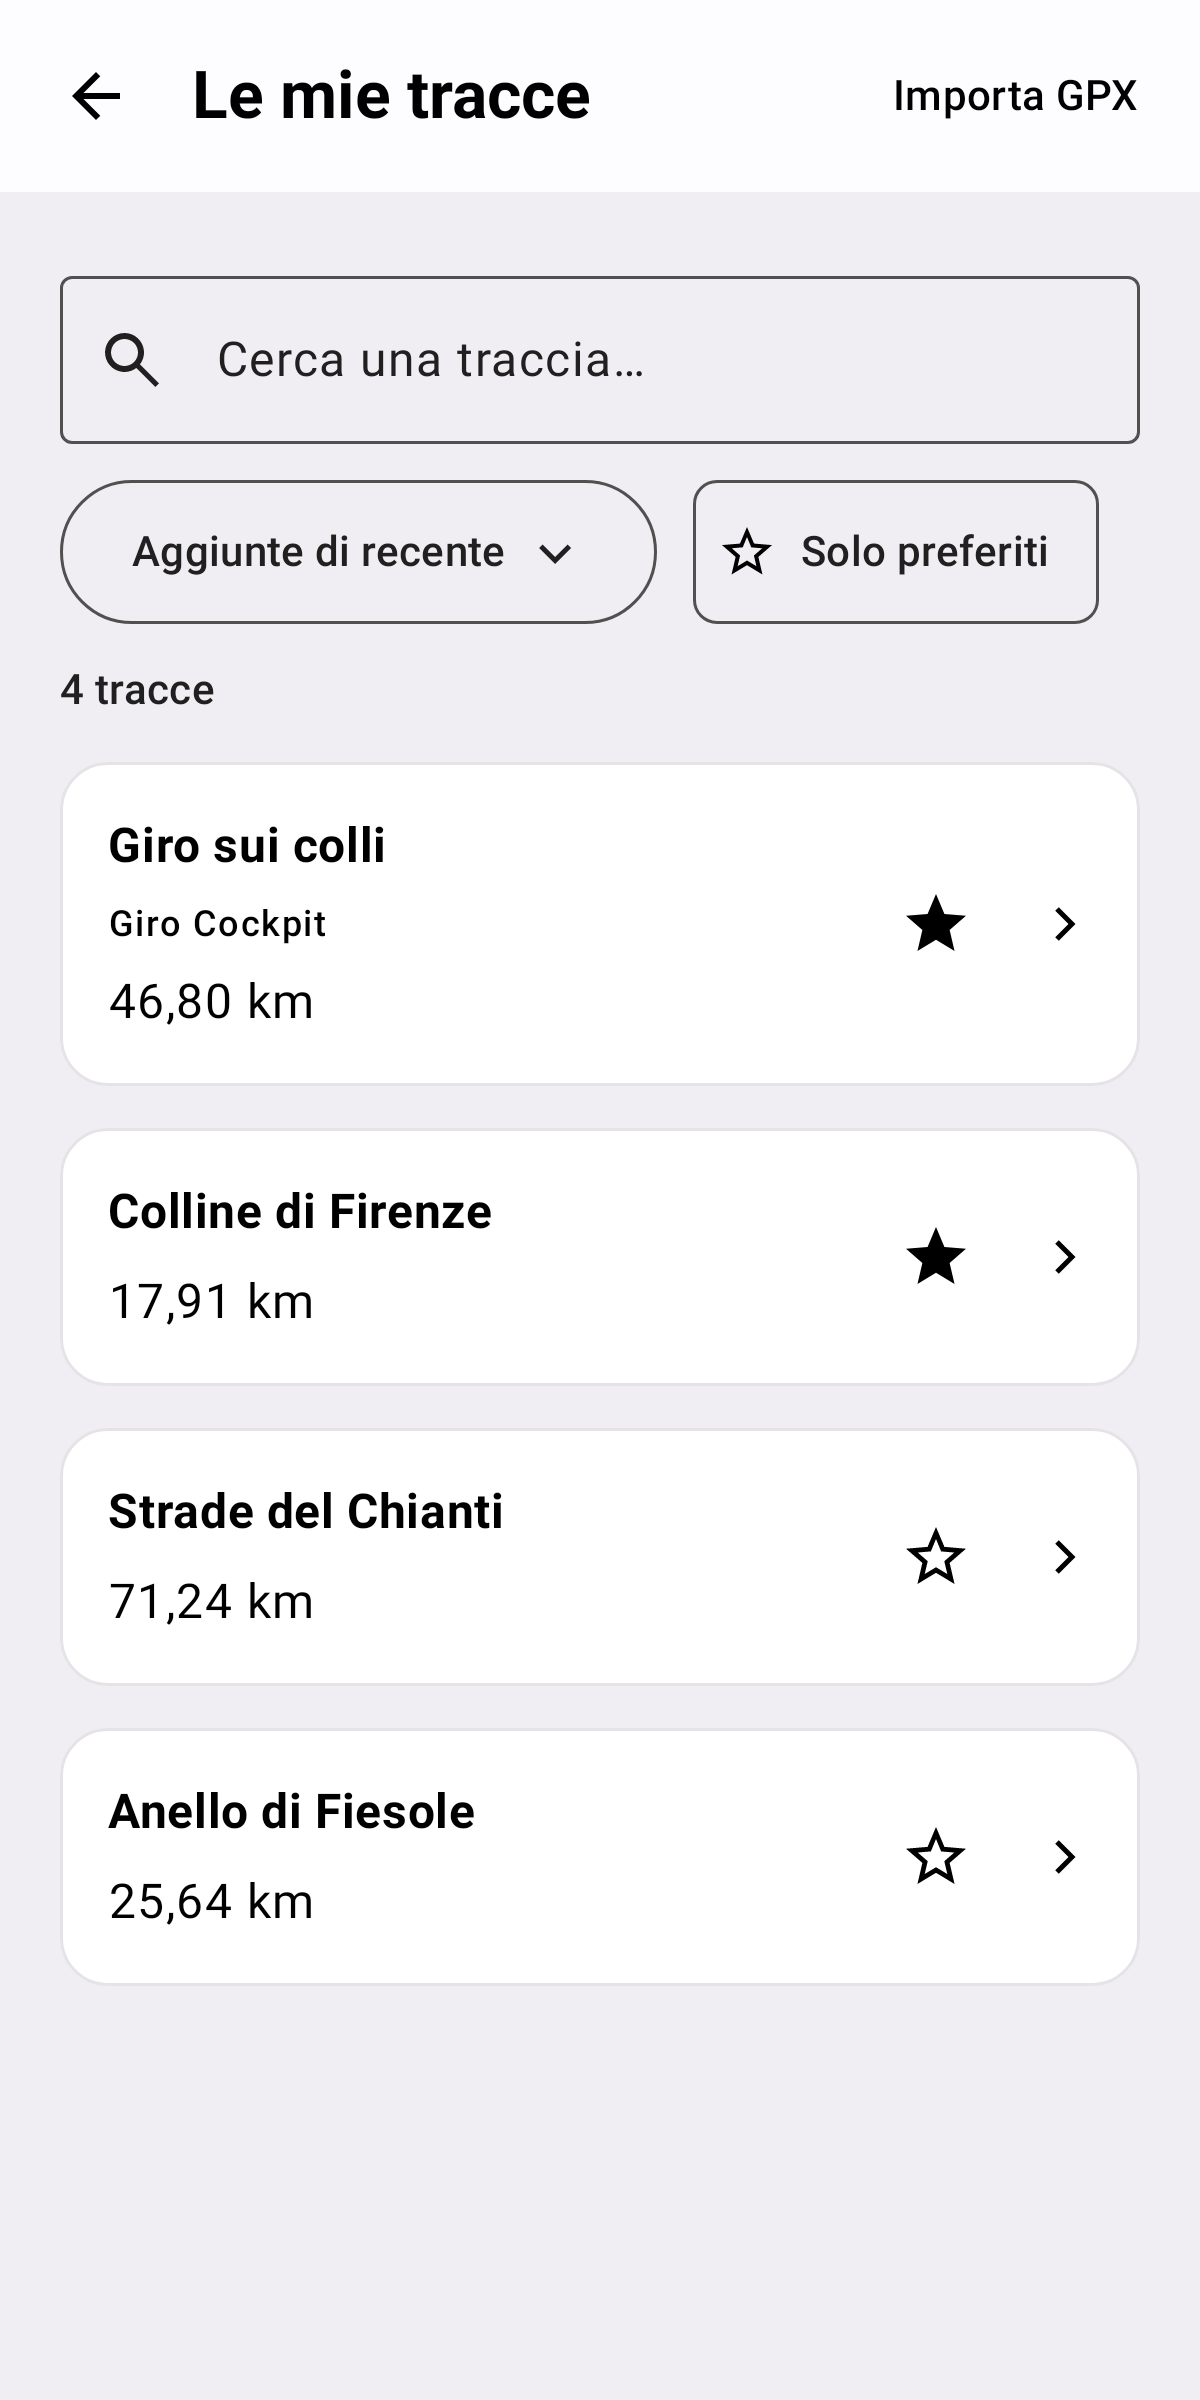 Le mie tracce
Importa GPX
Cerca una traccia…
Aggiunte di recente
Solo preferiti
4 tracce
Giro sui colli
Giro Cockpit
46,80 km
Colline di Firenze
17,91 km
Strade del Chianti
71,24 km
Anello di Fiesole
25,64 km